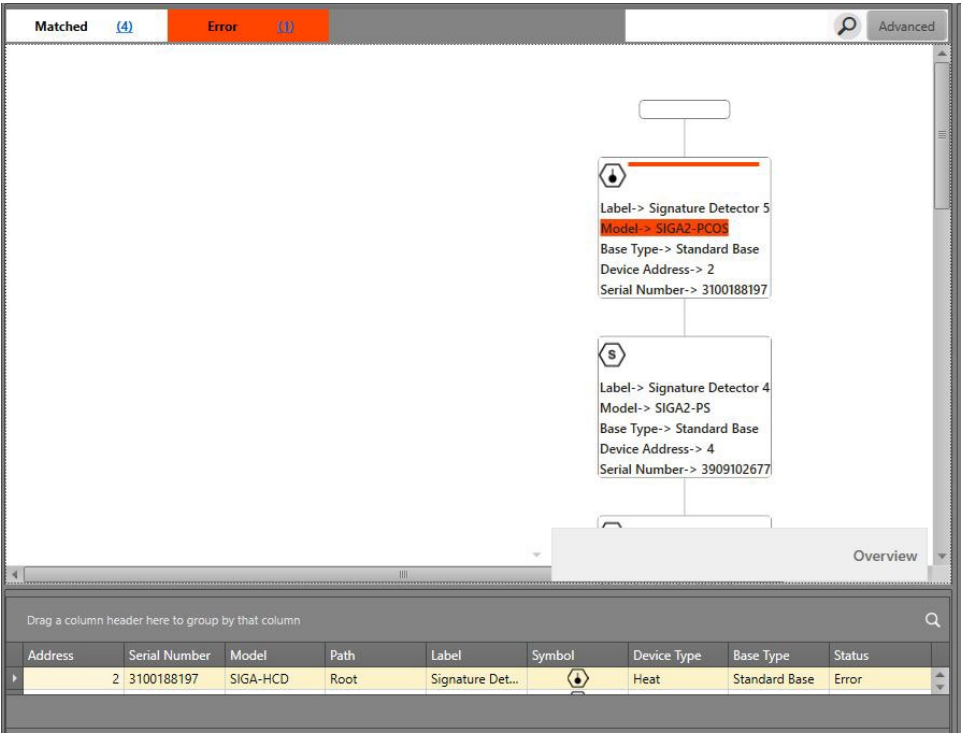 Matched (4) Error (1) Advanced
Label-> Signature Detector 5
Model-> SIGA2-PCOS
Base Type-> Standard Base
Device Address-> 2
Serial Number-> 3100188197
S
Label-> Signature Detector 4
Model-> SIGA2-PS
Base Type-> Standard Base
Device Address-> 4
Serial Number-> 3909102677
Overview
Drag a column header here to group by that column
Address Serial Number Model Path Label Symbol Device Type Base Type Status
2 3100188197 SIGA-HCD Root Signature Det... Heat Standard Base Error